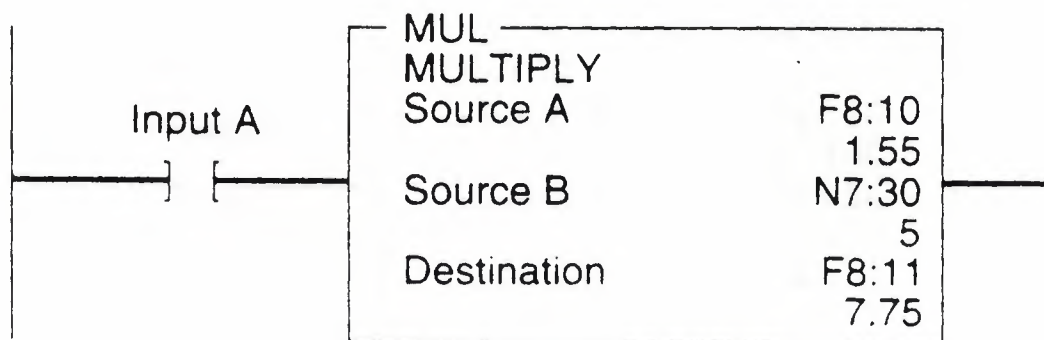 MUL
MULTIPLY
Input A
Source A F8:10
1.55
Source B N7:30
5
Destination F8:11
7.75